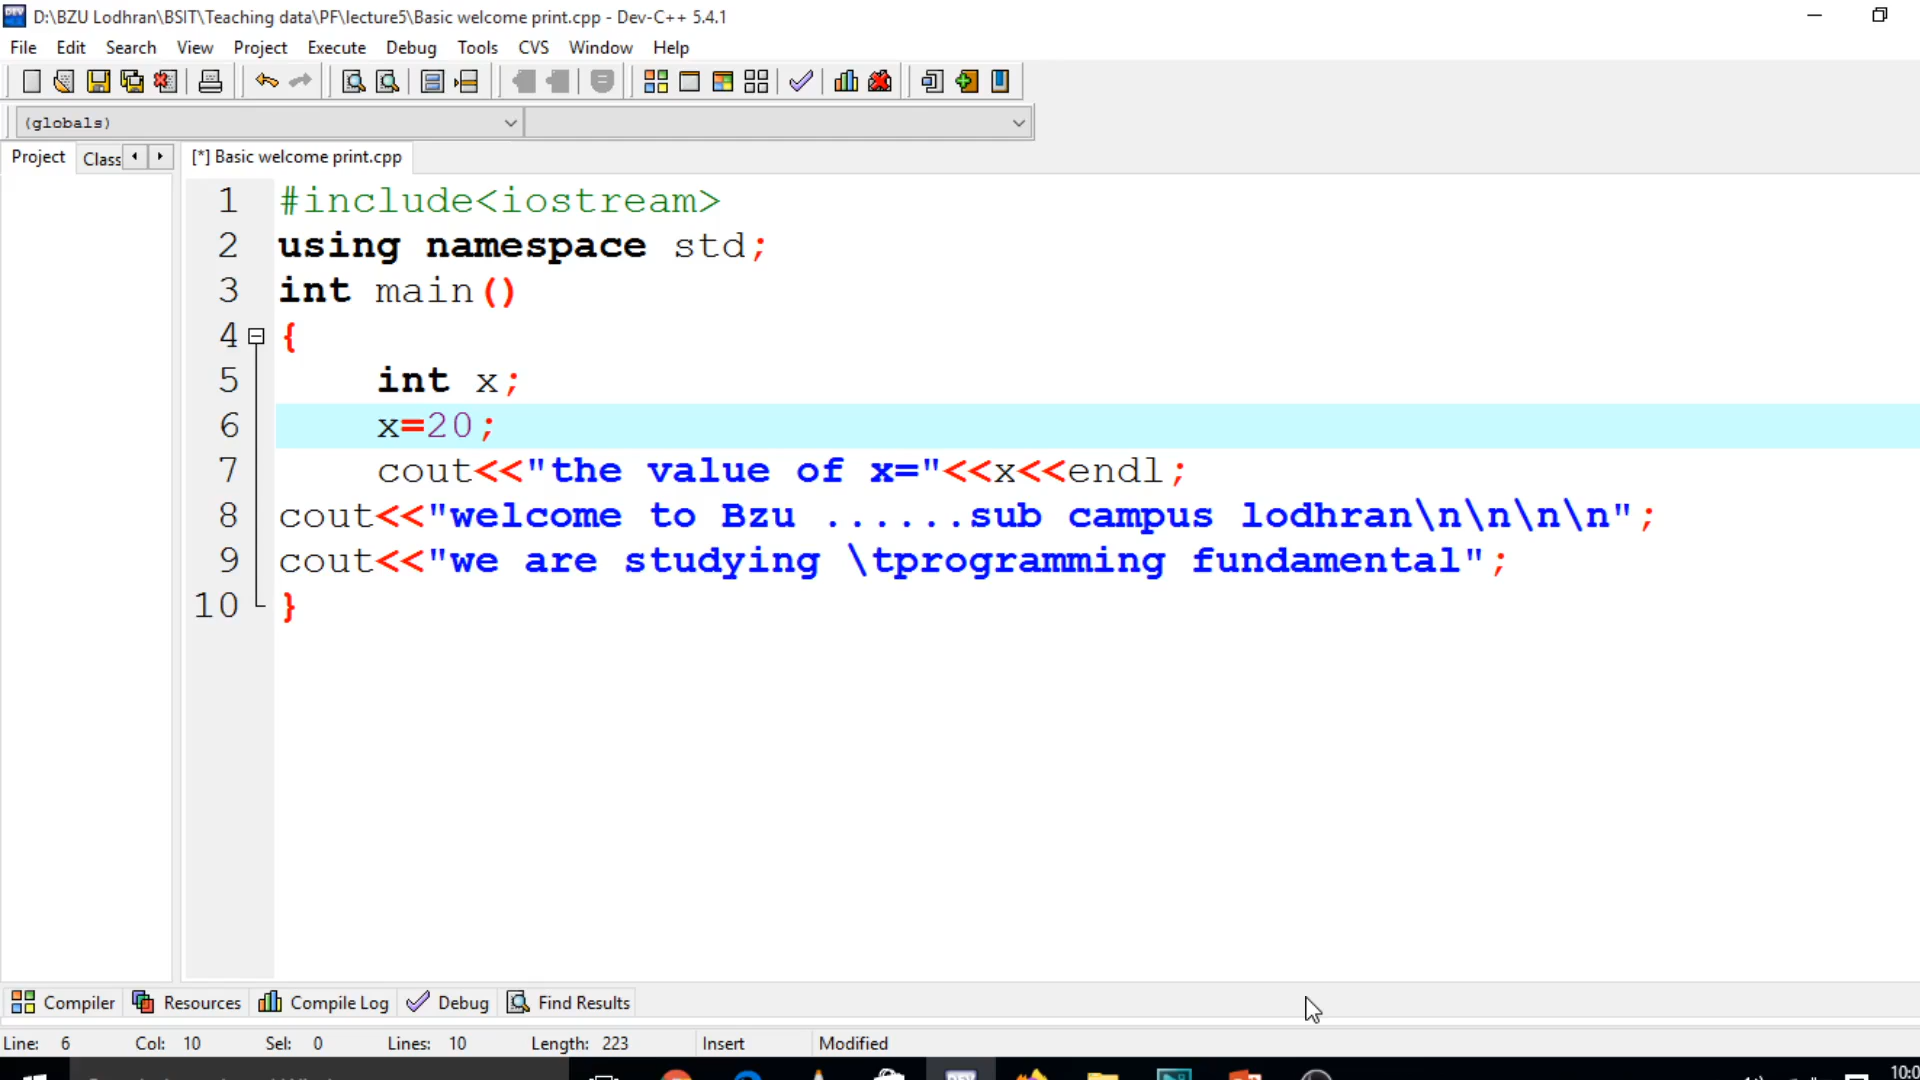 D:\BZU Lodhran\BSIT\Teaching data\PF\lecture5\Basic welcome print.cpp - Dev-C++ 5.4.1
File Edit Search View Project Execute Debug Tools CVS Window Help
(globals)
Project Class [*] Basic welcome print.cpp
1 #include<iostream>
2 using namespace std;
3 int main()
4 {
5 int x;
6 x=20;
7 cout<<"the value of x="<<x<<endl;
8 cout<<"welcome to Bzu ......sub campus lodhran\n\n\n\n";
9 cout<<"we are studying \tprogramming fundamental";
10 }
Compiler Resources Compile Log Debug Find Results
Line: 6 Col: 10 Sel: 0 Lines: 10 Length: 223 Insert Modified